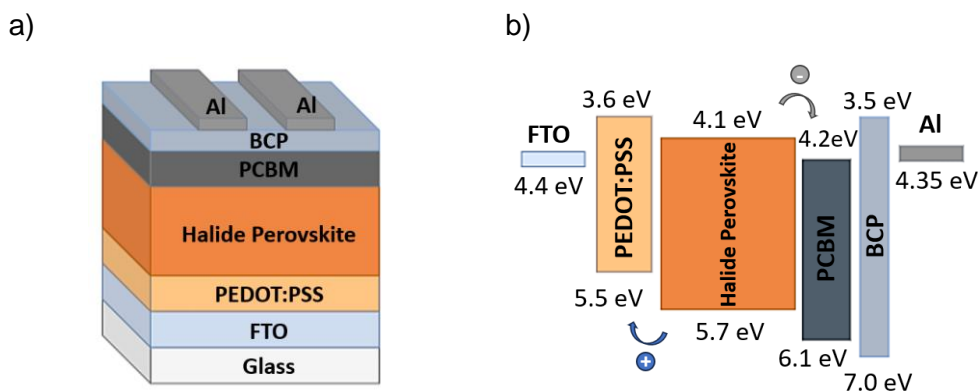 a)
Al
Al
BCP
PCBM
Halide Perovskite
PEDOT:PSS
FTO
Glass
b)
-
3.6 eV
3.5 eV
FTO
4.1 eV
4.2eV
Al
4.4 eV
4.35 eV
PEDOT:PSS
Halide Perovskite
PCBM
BCP
5.5 eV
5.7 eV
+
6.1 eV
7.0 eV